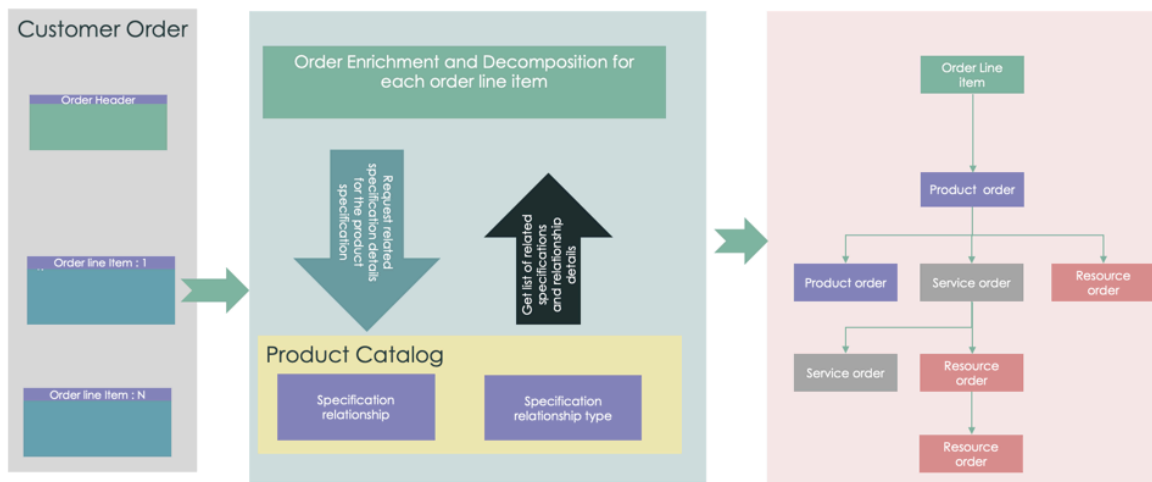 Customer Order
Order Header
Order line Item : 1
Order line Item : N
Order Enrichment and Decomposition for
each order line item
Request related
specification details
for the product
specification
Get list of related
specifications
and relationship
details
Product Catalog
Specification
relationship
Specification
relationship type
Order Line
item
Product order
Product order
Service order
Resource
order
Service order
Resource
order
Resource
order